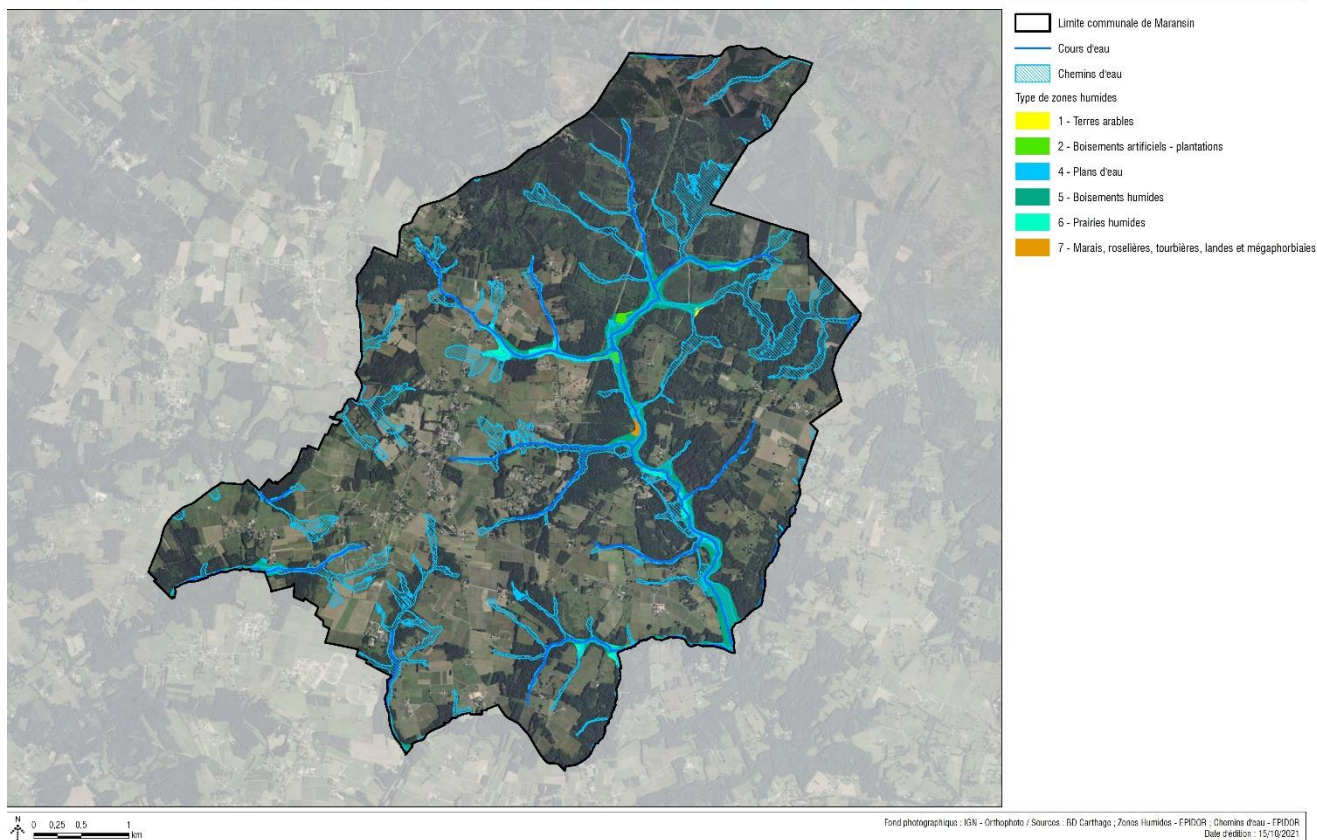 Limite communale de Maransin
Cours d'eau
Chemins d'eau
Type de zones humides
1 - Terres arables
2 - Boisements artificiels - plantations
4 - Plans d'eau
5 - Boisements humides
6 - Prairies humides
7 - Marais, roselières, tourbières, landes et mégaphorbiaies
N
0 0,25 0,5 1
km
Fond photographique : IGN - Orthophoto / Sources : BD Carthage ; Zones Humides - EPIDOR ; Chemins d'eau - EPIDOR
Date d'édition : 15/10/2021